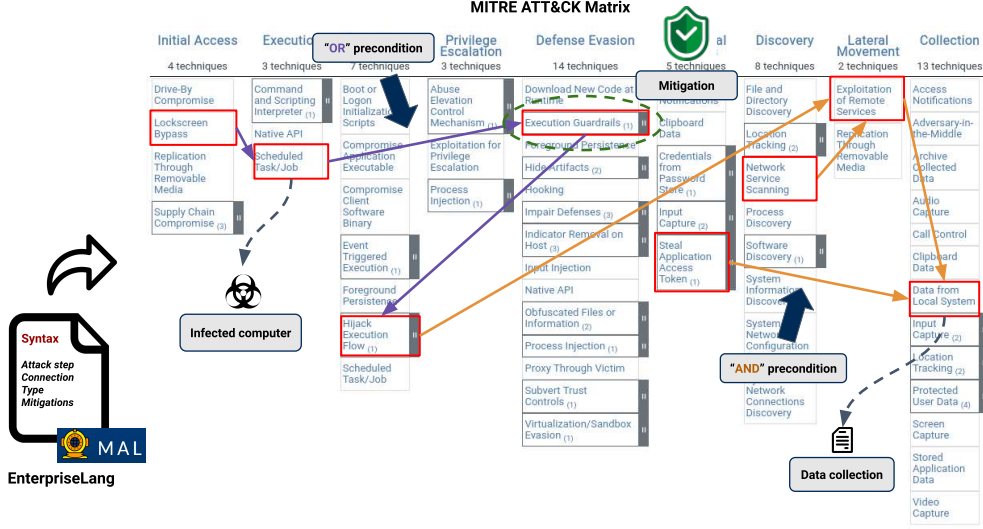 MITRE ATT&CK Matrix
Initial Access
4 techniques
Drive-By
Compromise
Lockscreen
Bypass
Replication
Through
Removable
Media
Supply Chain
Compromise (3)
3 techniques
Command
and Scripting
Interpreter (1)
Native API
Scheduled
Task/Job
"OR" precondition
7 techniques
Boot or
Logon
Initializatio
Scripts
Compromise
Application
Executable
Compromise
Client
Software
Binary
Event
Triggered
Execution (1)
Foreground
Persistence
Hijack
Execution
Flow (1)
Scheduled
Task/Job
Privilege
Escalation
3 techniques
Abuse
Elevation
Control
Mechanism (1)
Exploitation for
Privilege
Escalation
Process
Injection (1)
Defense Evasion
14 techniques
Download New Code at
Runtime
Execution Guardrails (1)
Foreground Persistence
Hide Artifacts (2)
Hooking
Impair Defenses (3)
Indicator Removal on
Host (3)
Input Injection
Native API
Obfuscated Files or
Information (2)
Process Injection (1)
Proxy Through Victim
Subvert Trust
Controls (1)
Virtualization/Sandbox
Evasion (1)
5 techniques
Mitigation
Notifications
Clipboard
Data
Credentials
from
Password
Store (1)
Input
Capture (2)
Steal
Application
Access
Token (1)
Discovery
8 techniques
File and
Directory
Discovery
Location
Tracking (2)
Network
Service
Scanning
Process
Discovery
Software
Discovery (1)
System
Information
Discov
System
Network
Configuration
"AND" precondition
Network
Connections
Discovery
Lateral
Movement
2 techniques
Exploitation
of Remote
Services
Replication
Through
Removable
Media
Collection
13 techniques
Access
Notifications
Adversary-in-
the-Middle
Archive
Collected
Data
Audio
Capture
Call Control
Clipboard
Data
Data from
Local System
Input
Capture (2)
Location
Tracking (2)
Protected
User Data (4)
Screen
Capture
Stored
Application
Data
Video
Capture
Infected computer
Data collection
Syntax
Attack step
Connection
Type
Mitigations
MAL
EnterpriseLang